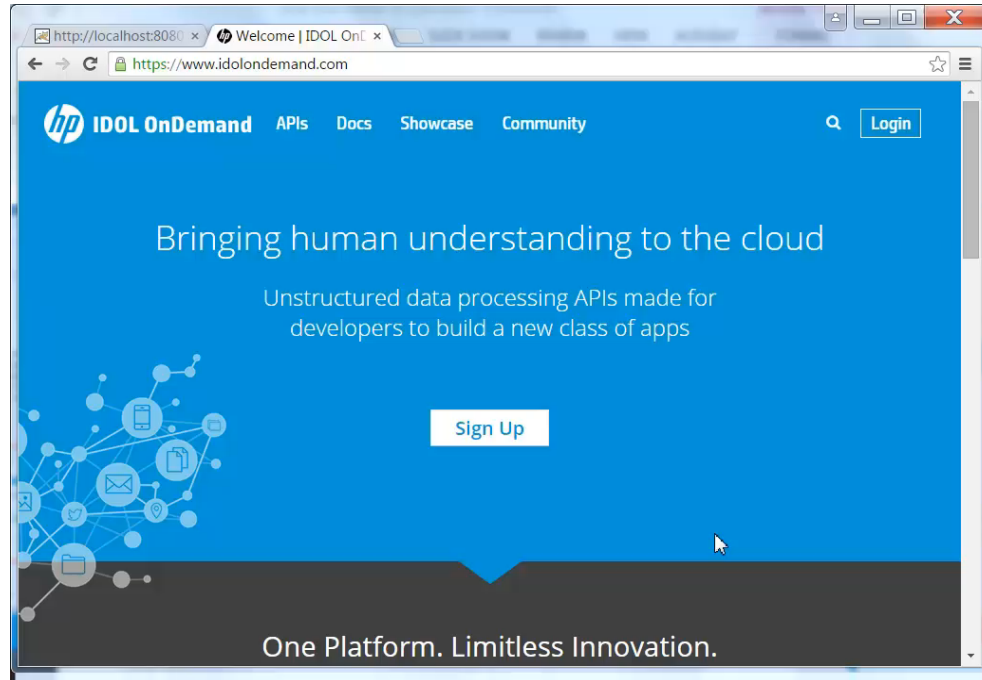 http://localhost:8080
Welcome | IDOL OnD
https://www.idolondemand.com
hp IDOL OnDemand APIs Docs Showcase Community Login
Bringing human understanding to the cloud
Unstructured data processing APIs made for
developers to build a new class of apps
Sign Up
One Platform. Limitless Innovation.